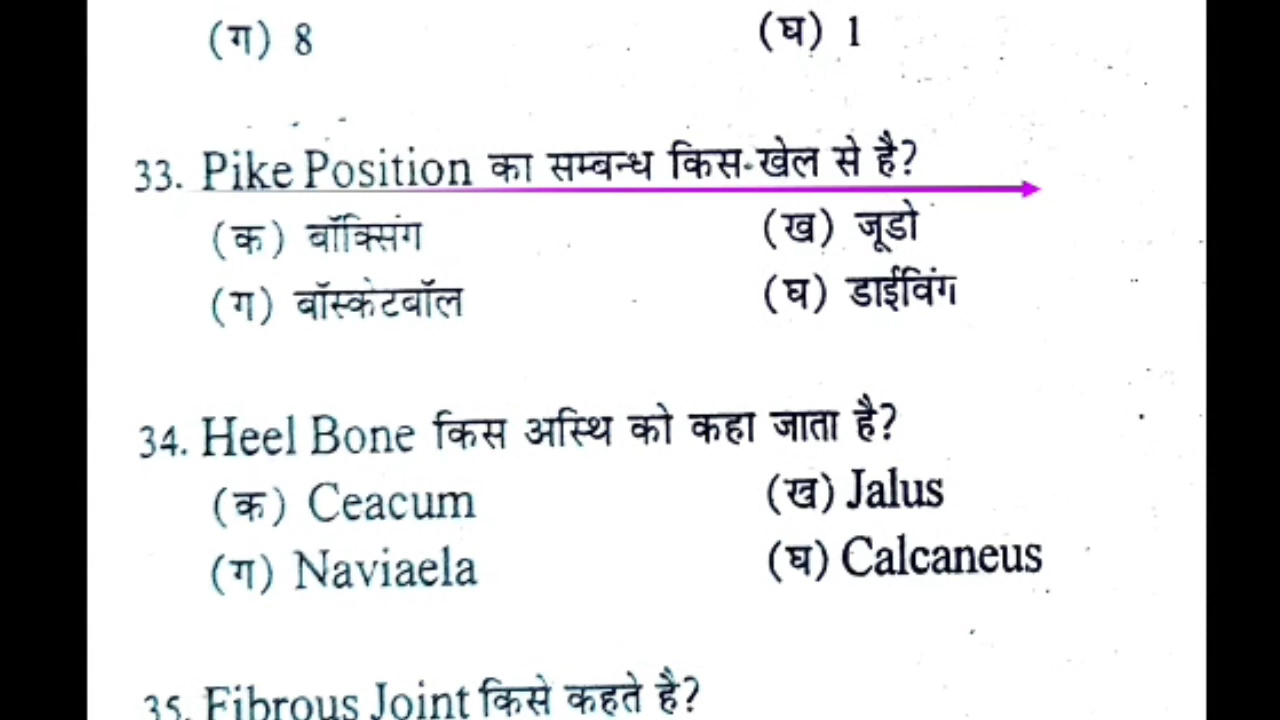 (ग) 8 (घ) 1
33. Pike Position का सम्बन्ध किस खेल से है?
(क) बॉक्सिंग (ख) जूडो
(ग) बॉस्केटबॉल (घ) डाईविंग
34. Heel Bone किस अस्थि को कहा जाता है?
(क) Ceacum (ख) Jalus
(ग) Naviaela (घ) Calcaneus
35. Fibrous Joint किसे कहते है?